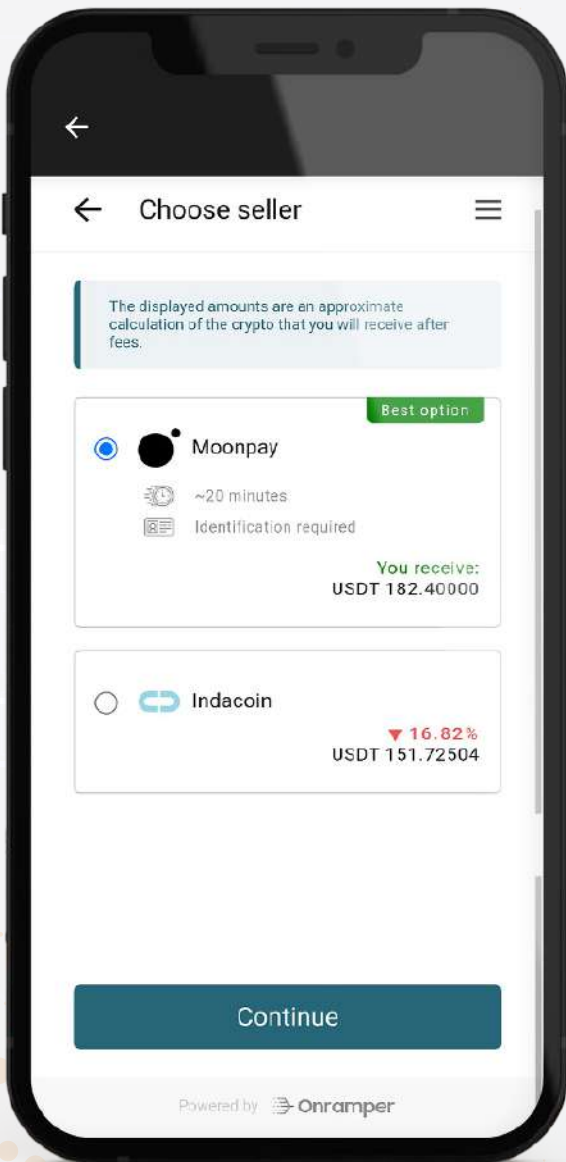 Choose seller
The displayed amounts are an approximate
calculation of the crypto that you will receive after
fees.
Best option
Moonpay
~20 minutes
Identification required
You receive:
USDT 182.40000
Indacoin
▼ 16.82%
USDT 151.72504
Continue
Powered by Onramper